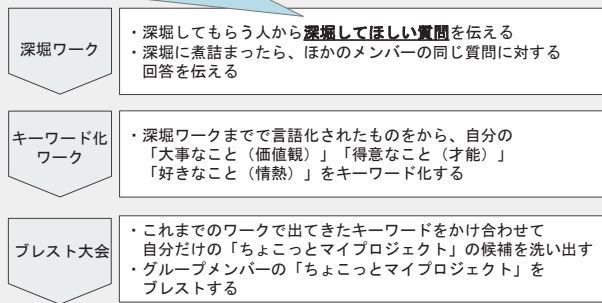 深堀ワーク
・深堀してもらう人から深堀してほしい質問を伝える
・深堀に煮詰まったら、ほかのメンバーの同じ質問に対する
回答を伝える
キーワード化
ワーク
・深堀ワークまでで言語化されたものをから、自分の
「大事なこと（価値観）」「得意なこと（才能）」
「好きなこと（情熱）」をキーワード化する
ブレスト大会
・これまでのワークで出てきたキーワードをかけ合わせて
自分だけの「ちょこっとマイプロジェクト」の候補を洗い出す
・グループメンバーの「ちょこっとマイプロジェクト」を
ブレストする